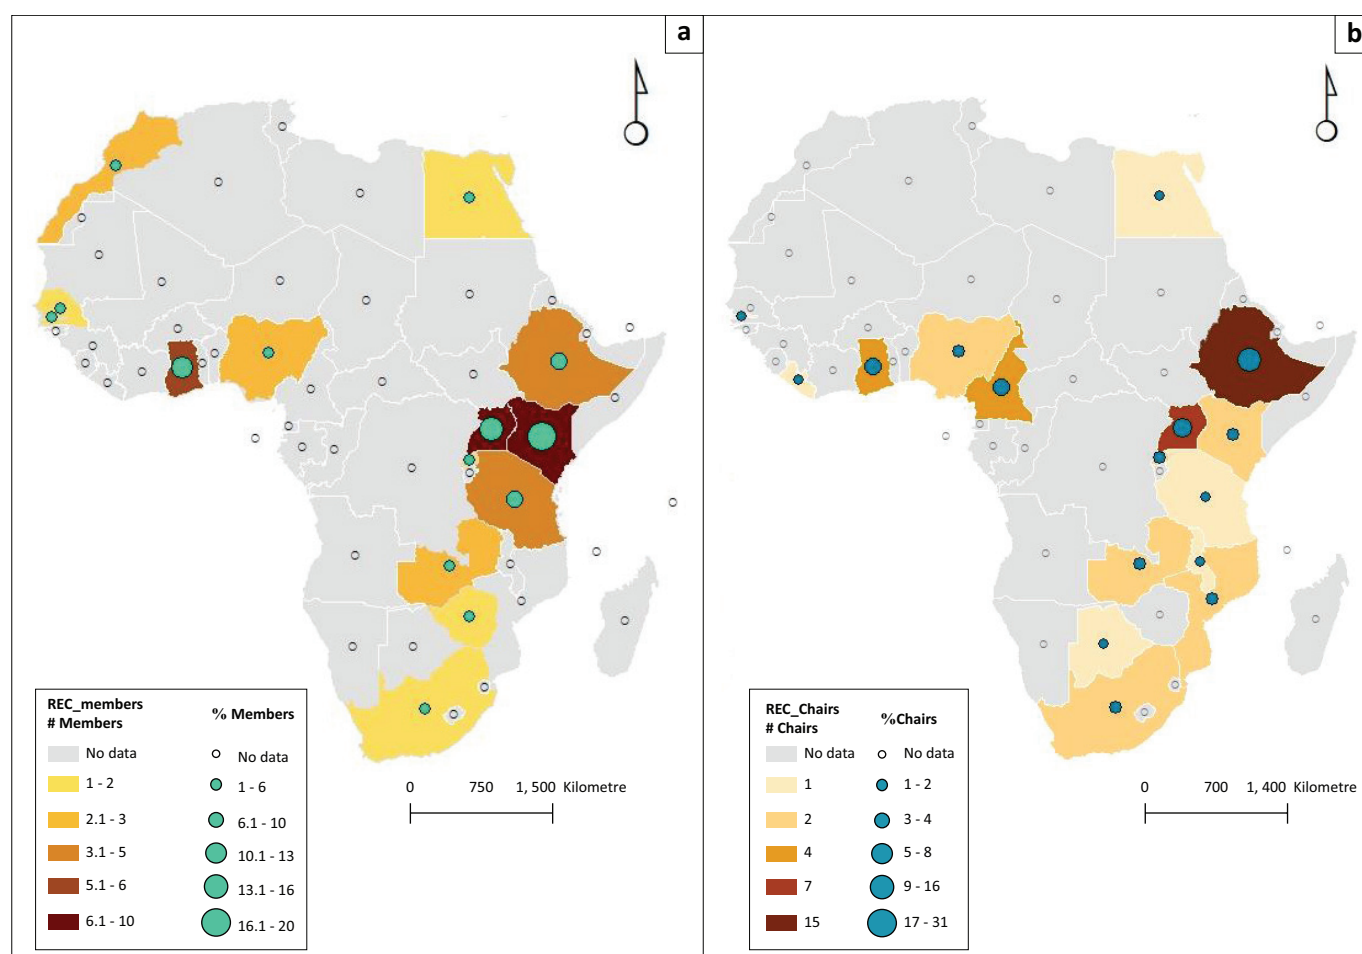 a
b
REC_members
# Members
% Members
No data
No data
1 - 2
1 - 6
2.1 - 3
6.1 - 10
3.1 - 5
10.1 - 13
5.1 - 6
13.1 - 16
6.1 - 10
16.1 - 20
0 750 1, 500 Kilometre
REC_Chairs
# Chairs
%Chairs
No data
No data
1
1 - 2
2
3 - 4
4
5 - 8
7
9 - 16
15
17 - 31
0 700 1, 400 Kilometre